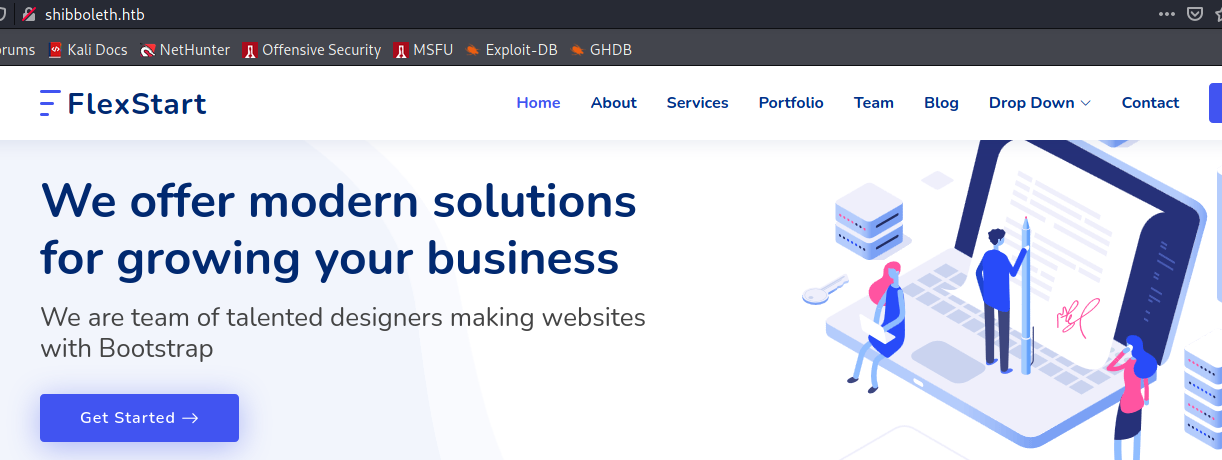 shibboleth.htb
Kali Docs NetHunter Offensive Security MSFU Exploit-DB GHDB
FlexStart Home About Services Portfolio Team Blog Drop Down Contact
We offer modern solutions
for growing your business
We are team of talented designers making websites
with Bootstrap
Get Started →